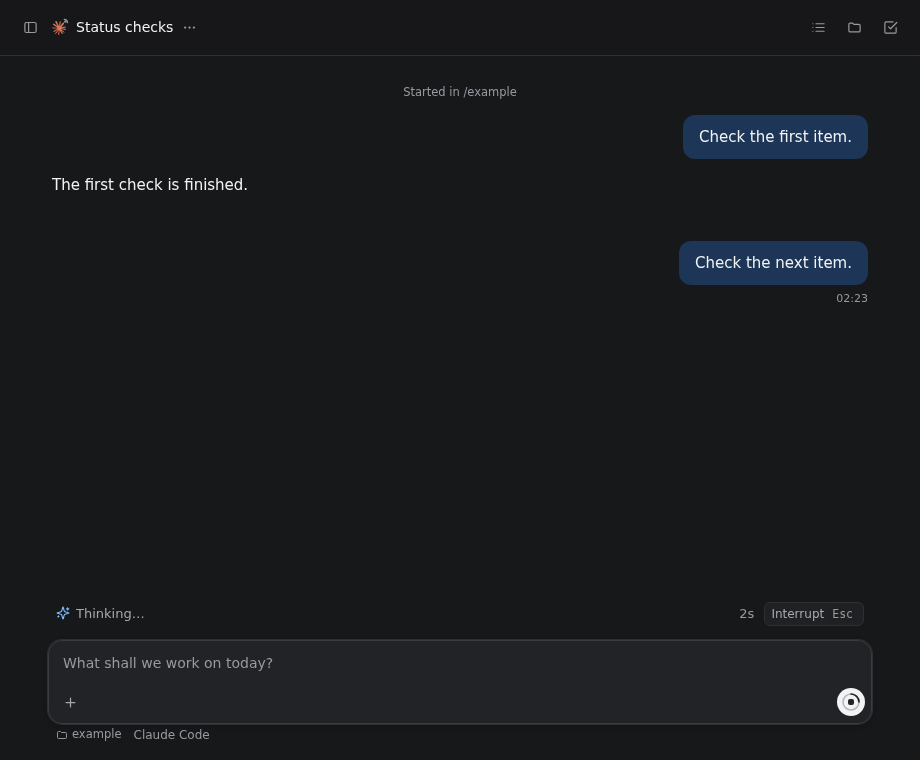 Status checks
Started in /example
Check the first item.
The first check is finished.
Check the next item.
02:23
Thinking…
2s
Interrupt Esc
What shall we work on today?
example Claude Code